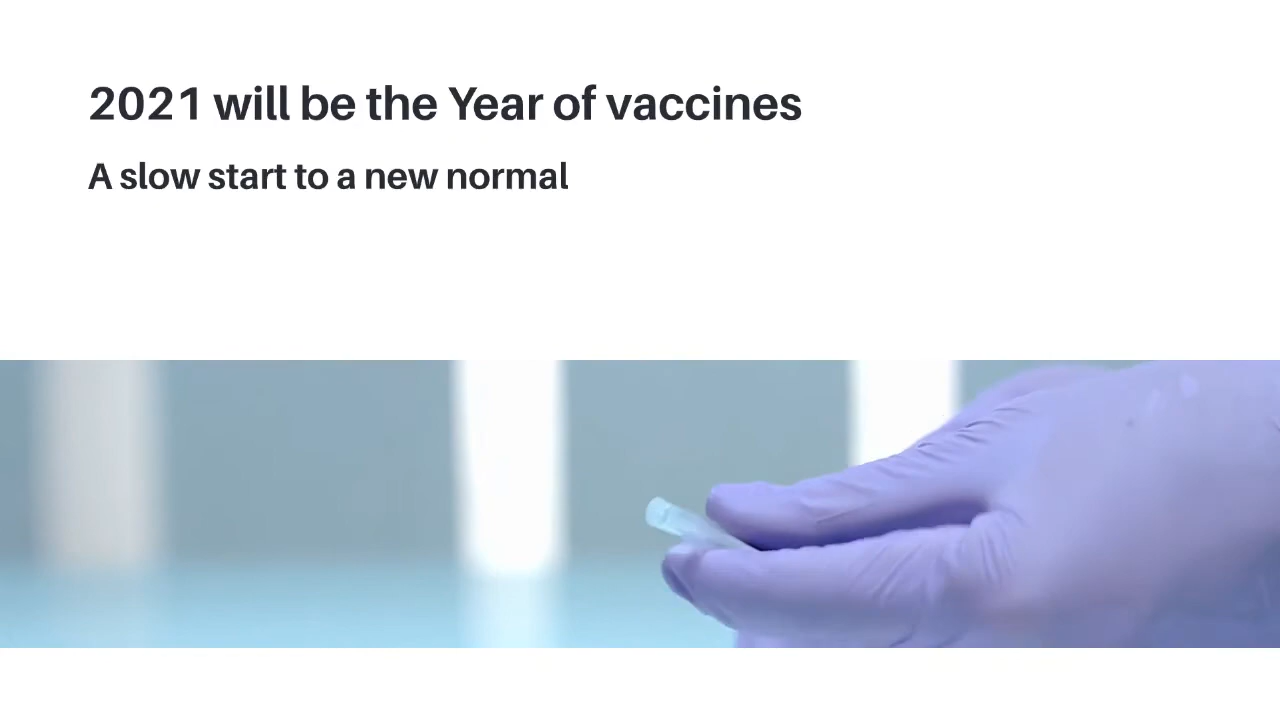 2021 will be the Year of vaccines
A slow start to a new normal